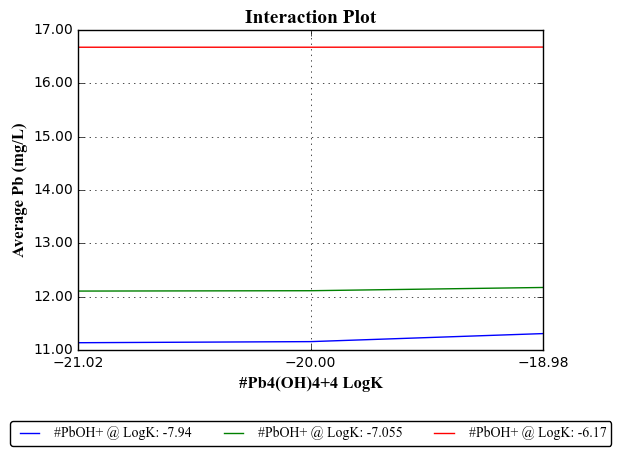 Interaction Plot
17.00
16.00
15.00
14.00
13.00
12.00
11.00
Average Pb (mg/L)
−21.02 −20.00 −18.98
#Pb4(OH)4+4 LogK
#PbOH+ @ LogK: -7.94 #PbOH+ @ LogK: -7.055 #PbOH+ @ LogK: -6.17